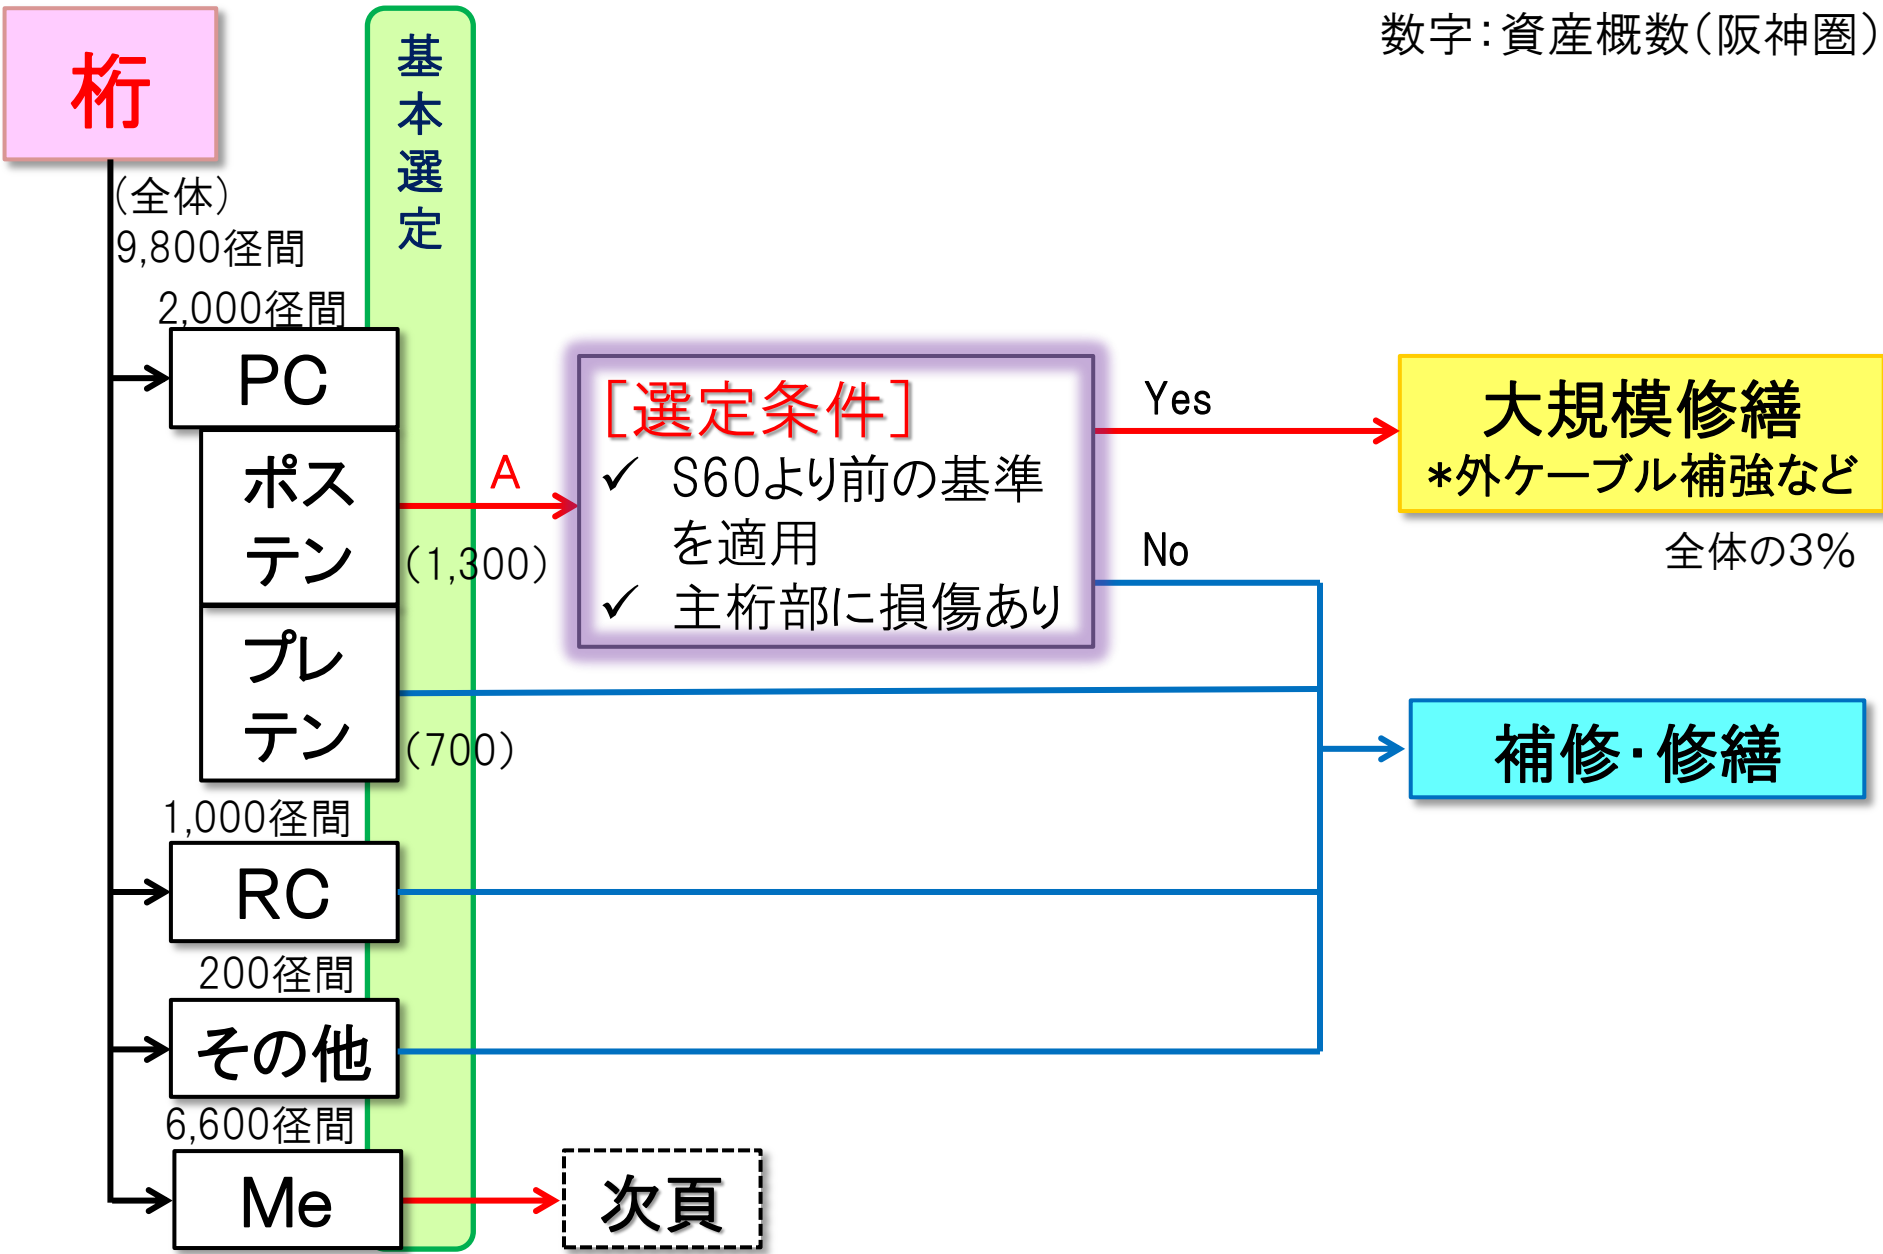 数字：資産概数（阪神圏）
桁
基本選定
（全体）
9,800径間
2,000径間
PC
ポス
テン
A
（1,300）
プレ
テン
（700）
［選定条件］
✓ S60より前の基準
を適用
✓ 主桁部に損傷あり
Yes
No
大規模修繕
*外ケーブル補強など
全体の3％
補修・修繕
1,000径間
RC
200径間
その他
6,600径間
Me
次頁